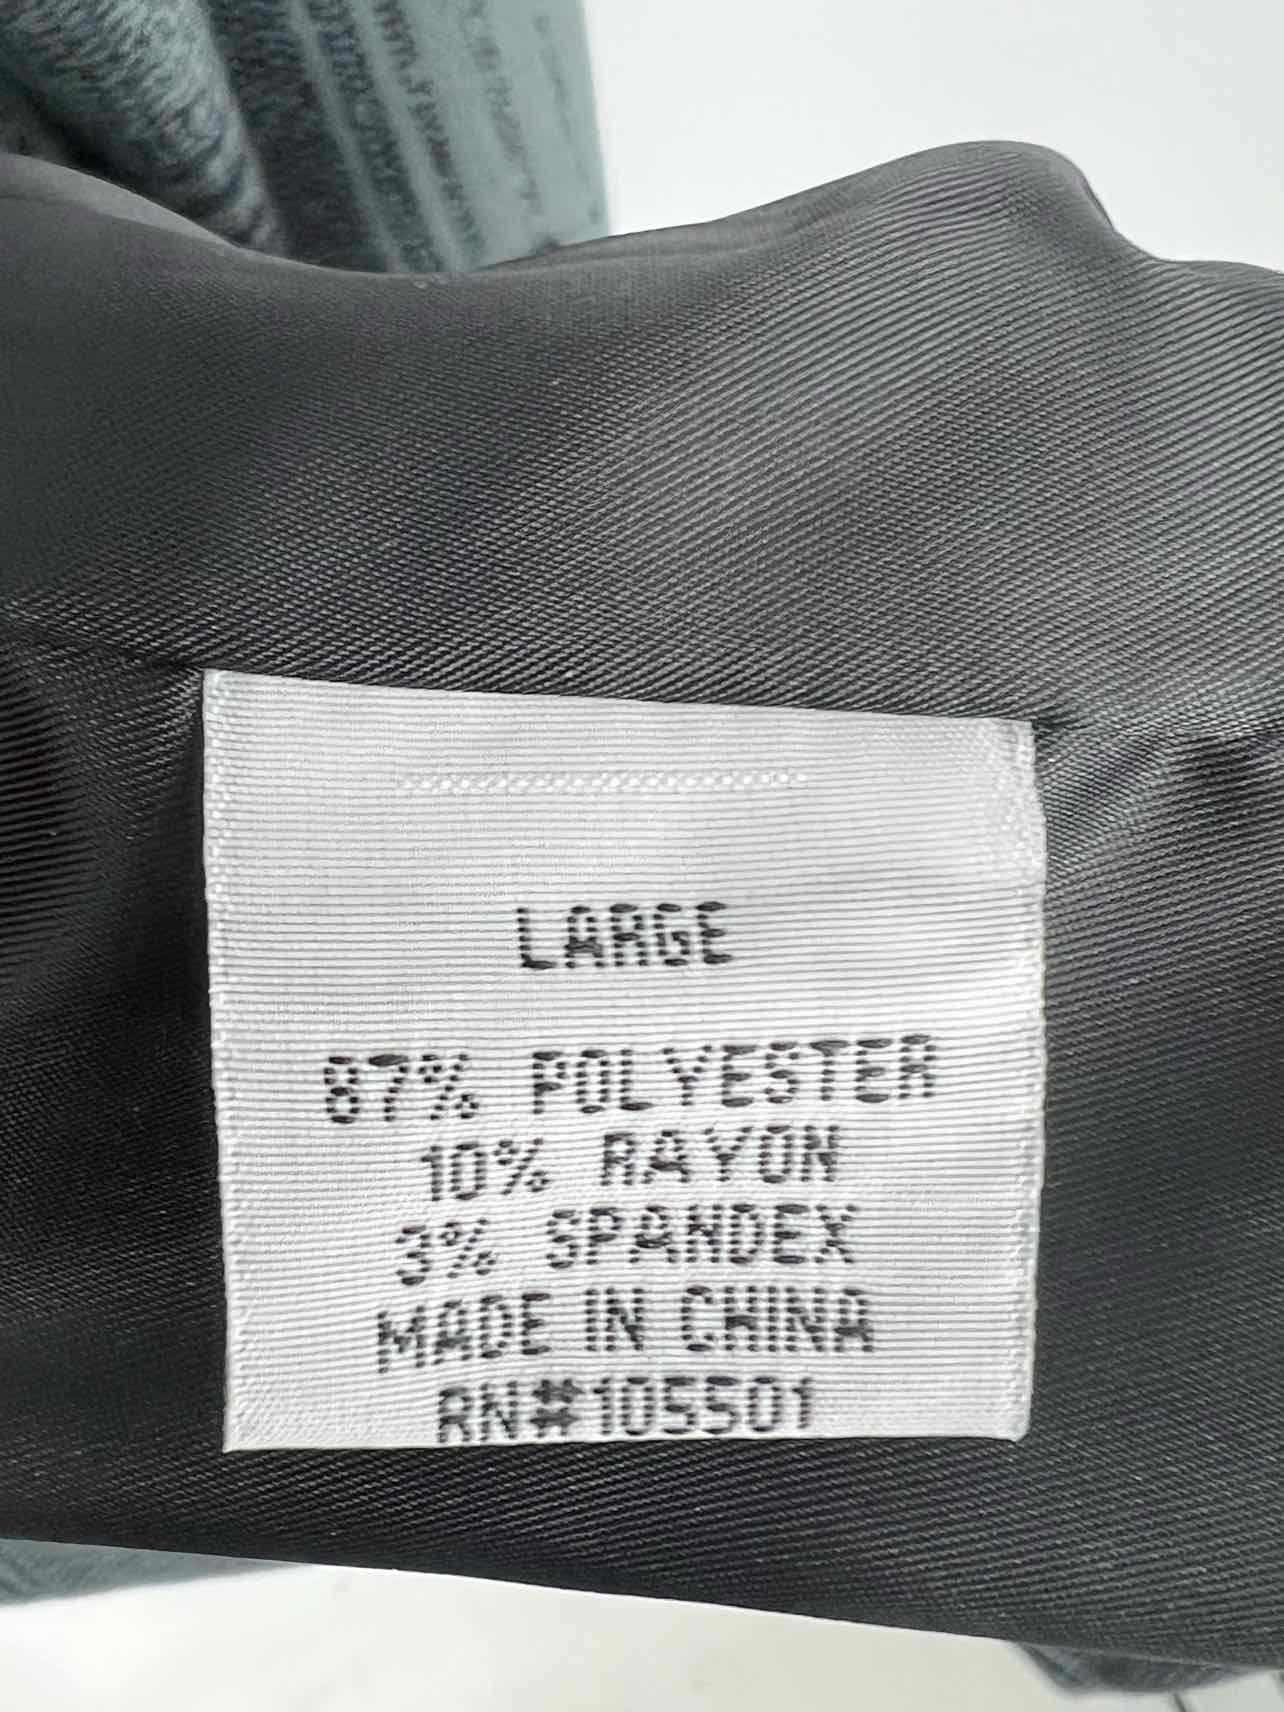 LARGE
87% POLYESTER
10% RAYON
3% SPANDEX
MADE IN CHINA
RN#105501